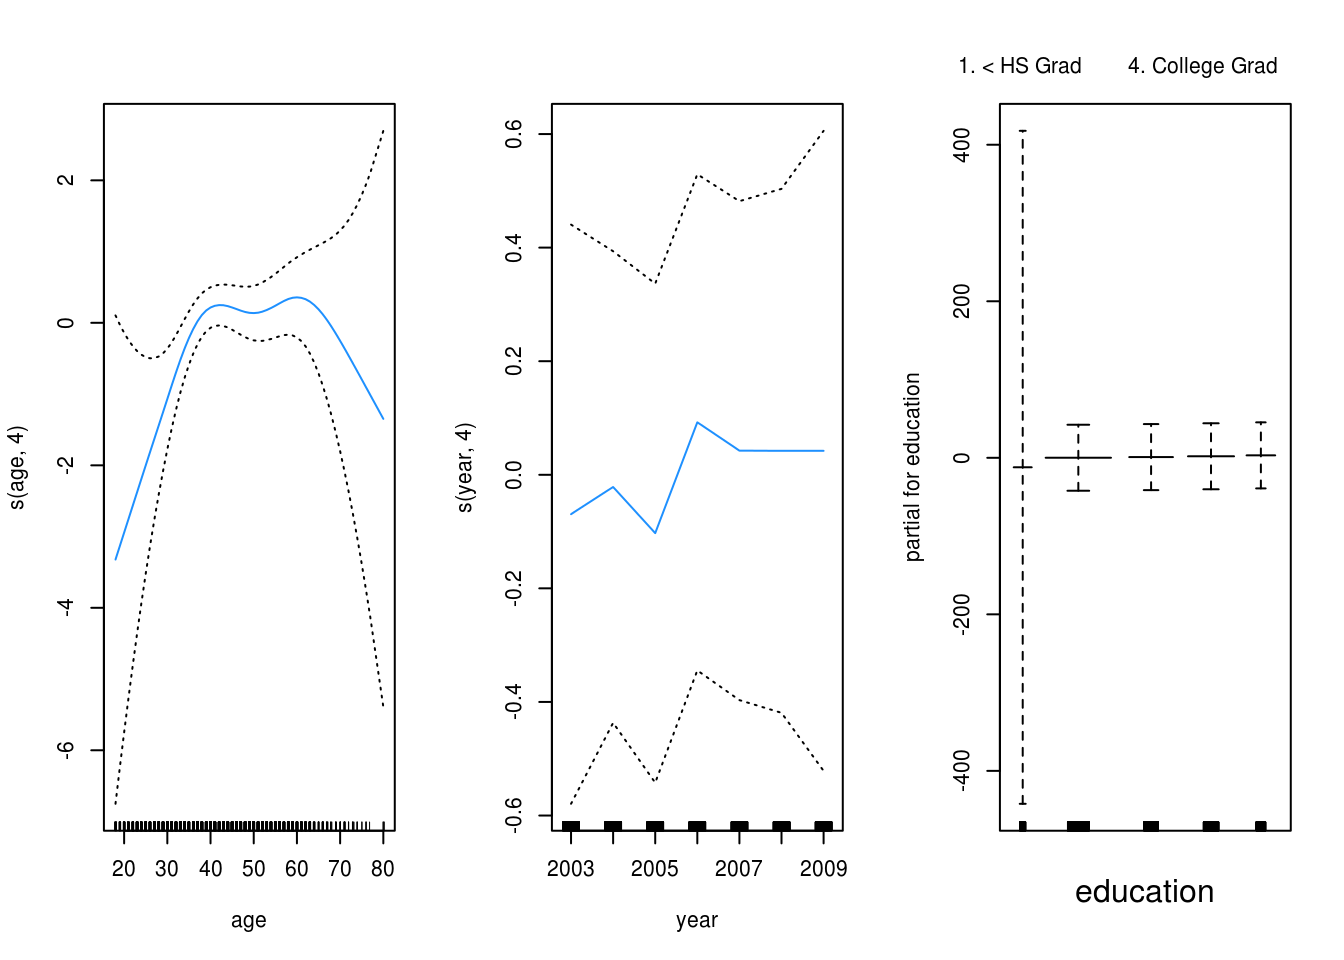 1. < HS Grad 4. College Grad
s(age, 4)
2
0
-2
-4
-6
20 30 40 50 60 70 80
age
s(year, 4)
0.6
0.4
0.2
0.0
-0.2
-0.4
-0.6
2003 2005 2007 2009
year
partial for education
400
200
0
-200
-400
education